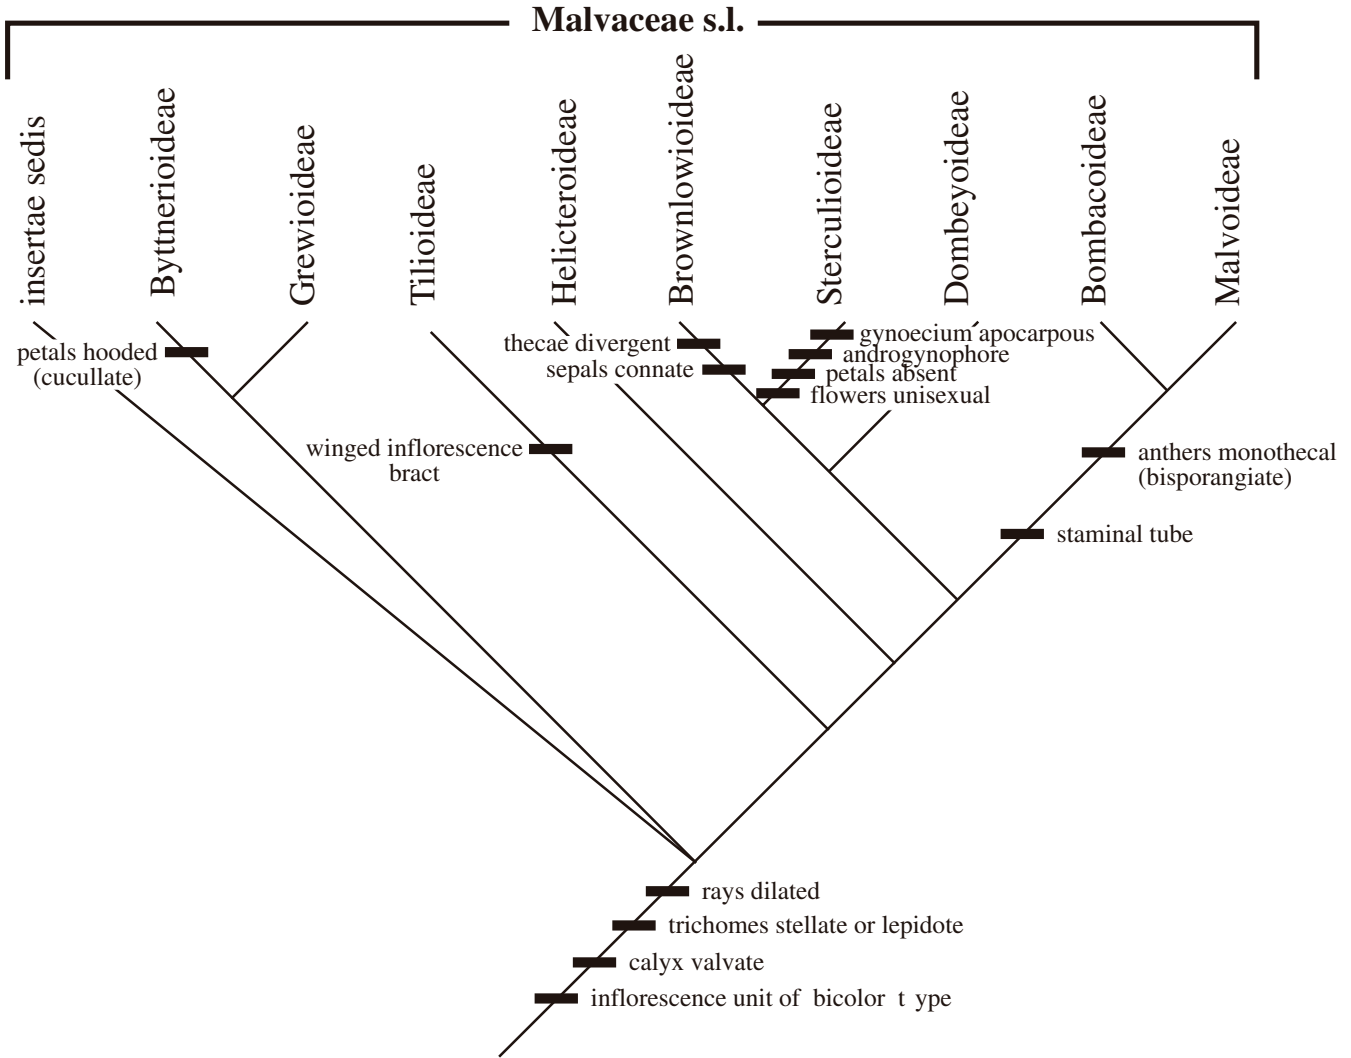 Malvaceae s.l.
insertae sedis
Byttnerioideae
Grewioideae
Tilioideae
Helicteroideae
Brownlowioideae
Sterculioideae
Dombeyoideae
Bombacoideae
Malvoideae
petals hooded
(cucullate)
thecae divergent
sepals connate
gynoecium apocarpous
androgynophore
petals absent
flowers unisexual
winged inflorescence
bract
anthers monothecal
(bisporangiate)
staminal tube
rays dilated
trichomes stellate or lepidote
calyx valvate
inflorescence unit of bicolor t ype